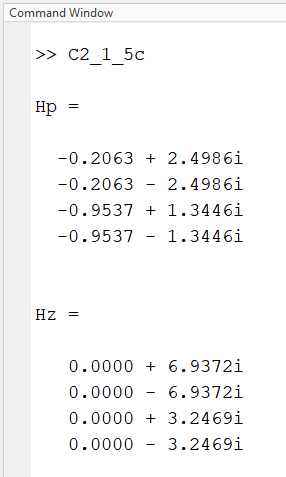 Command Window
>> C2_1_5c
Hp =
-0.2063 + 2.4986i
-0.2063 - 2.4986i
-0.9537 + 1.3446i
-0.9537 - 1.3446i
Hz =
0.0000 + 6.9372i
0.0000 - 6.9372i
0.0000 + 3.2469i
0.0000 - 3.2469i